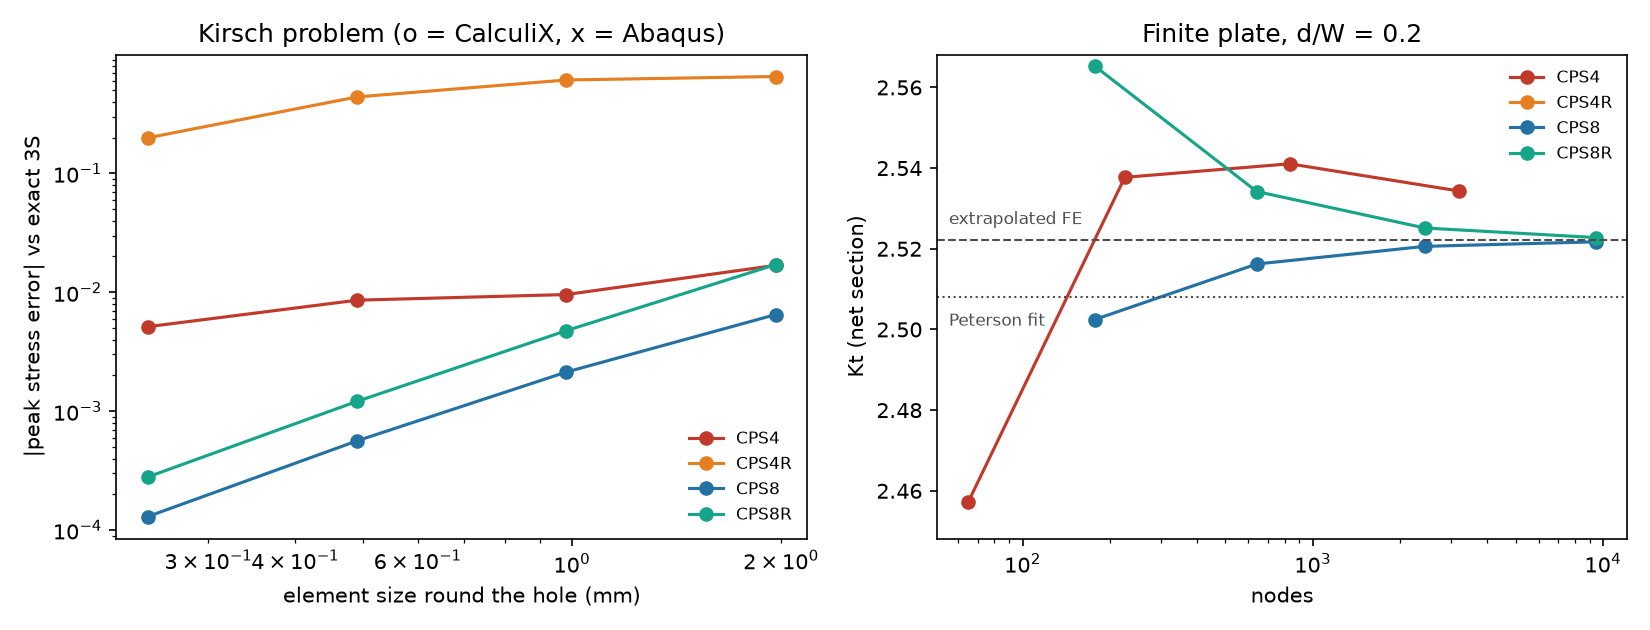 Kirsch problem (o = CalculiX, x = Abaqus)
|peak stress error| vs exact 3S
10⁻¹
10⁻²
10⁻³
10⁻⁴
3 × 10⁻¹
4 × 10⁻¹
6 × 10⁻¹
10⁰
2 × 10⁰
element size round the hole (mm)
CPS4
CPS4R
CPS8
CPS8R
Finite plate, d/W = 0.2
Kt (net section)
2.56
2.54
2.52
2.50
2.48
2.46
extrapolated FE
Peterson fit
10²
10³
10⁴
nodes
CPS4
CPS4R
CPS8
CPS8R